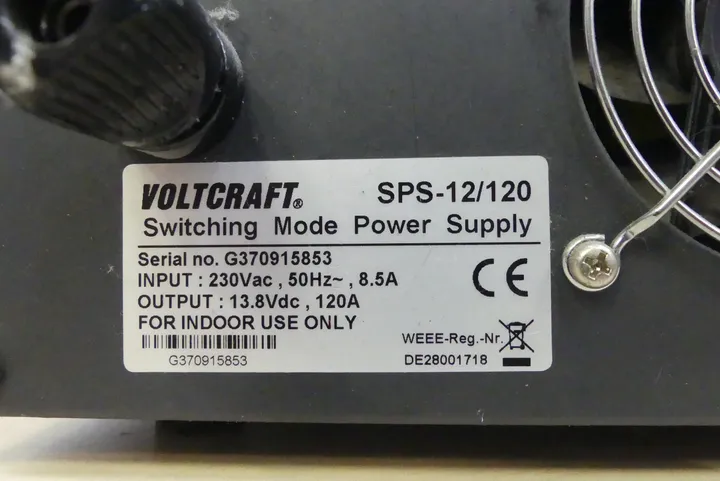 VOLTCRAFT® SPS-12/120
Switching Mode Power Supply
Serial no. G370915853
INPUT : 230Vac , 50Hz~ , 8.5A
OUTPUT : 13.8Vdc , 120A
FOR INDOOR USE ONLY
CE
G370915853
WEEE-Reg.-Nr.
DE28001718